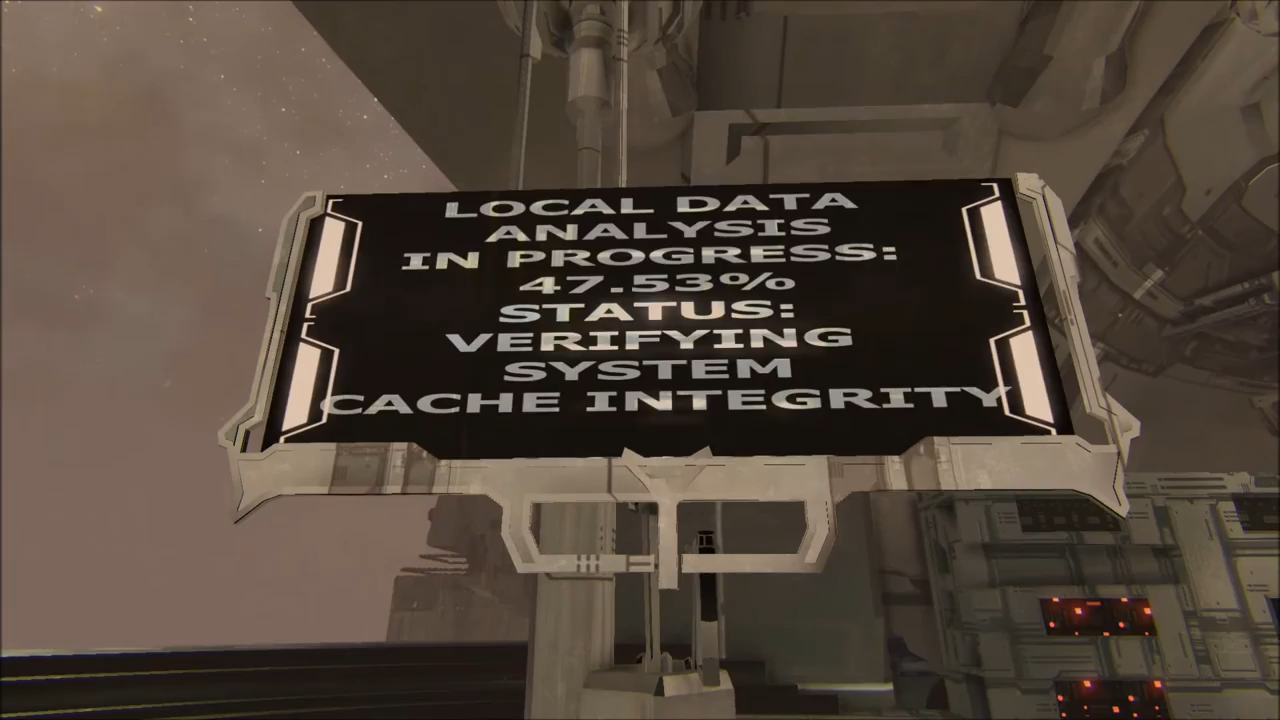 LOCAL DATA
ANALYSIS
IN PROGRESS:
47.53%
STATUS:
VERIFYING
SYSTEM
CACHE INTEGRITY